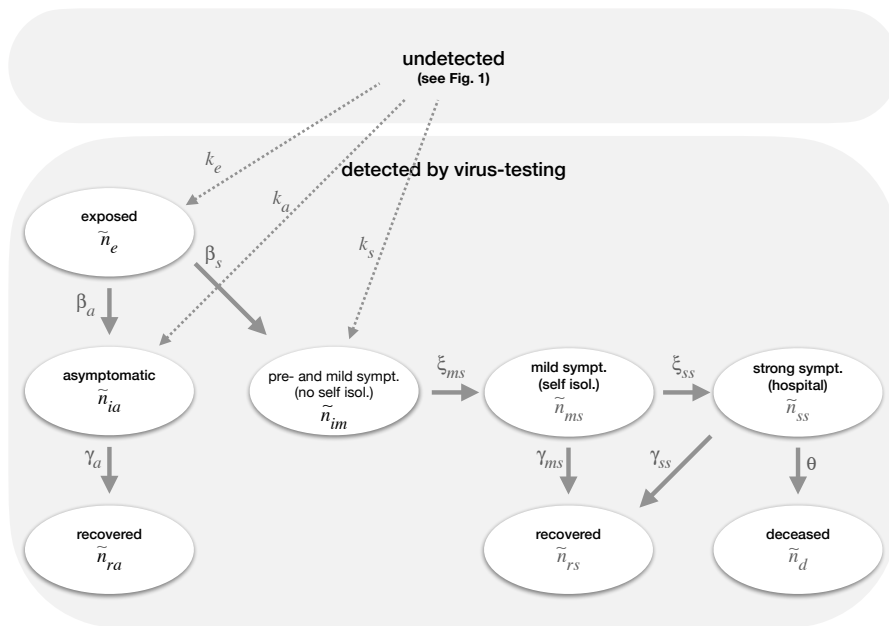 undetected
(see Fig. 1)
detected by virus-testing
k_e
k_a
k_s
exposed
ñ_e
β_s
β_a
asymptomatic
ñ_ia
pre- and mild sympt.
(no self isol.)
ñ_im
ξ_ms
mild sympt.
(self isol.)
ñ_ms
ξ_ss
strong sympt.
(hospital)
ñ_ss
γ_a
γ_ms
γ_ss
θ
recovered
ñ_ra
recovered
ñ_rs
deceased
ñ_d